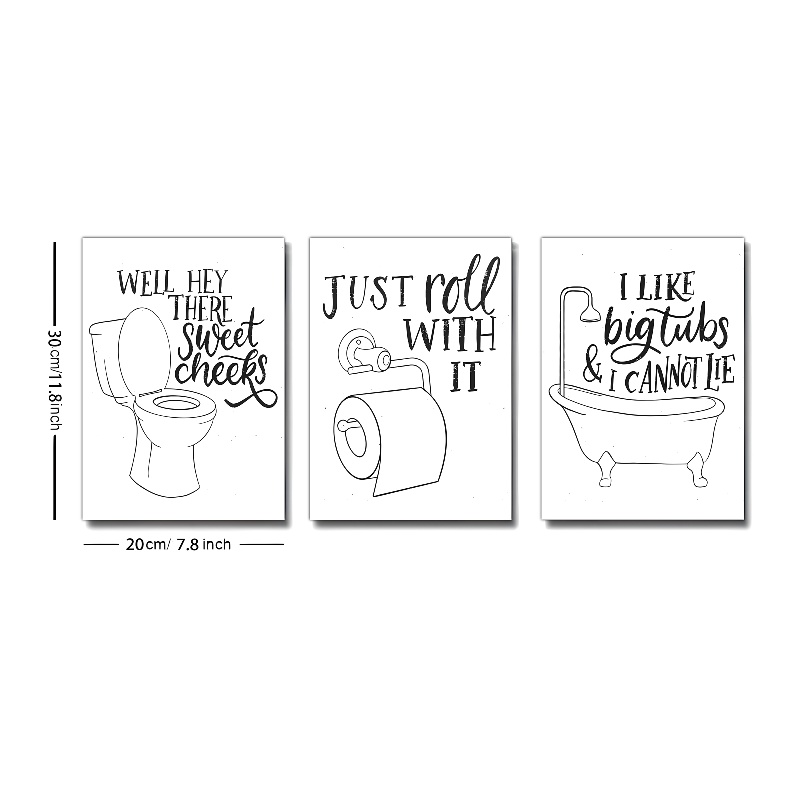 WELL HEY
THERE
sweet
cheeks
JUST roll
WITH
IT
I LIKE
big tubs
& I CANNOT LIE
30cm/11.8inch
20cm/ 7.8 inch